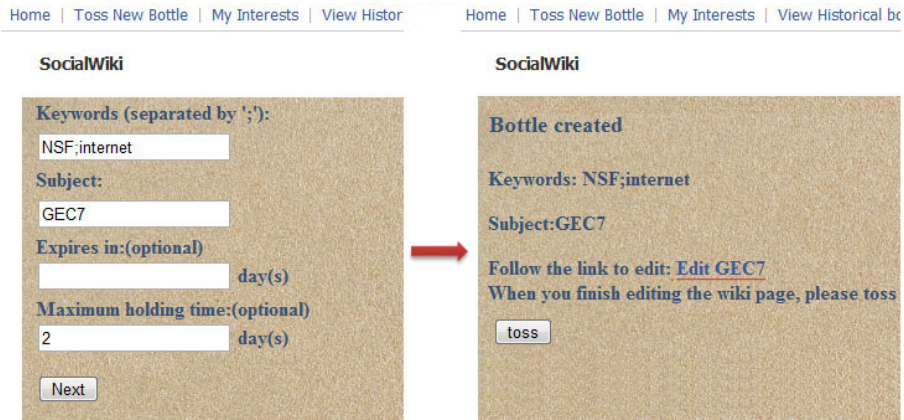 Home | Toss New Bottle | My Interests | View Histor
SocialWiki
Keywords (separated by ';'):
NSF;internet
Subject:
GEC7
Expires in:(optional)
day(s)
Maximum holding time:(optional)
2 day(s)
Next
Home | Toss New Bottle | My Interests | View Historical bo
SocialWiki
Bottle created
Keywords: NSF;internet
Subject:GEC7
Follow the link to edit: Edit GEC7
When you finish editing the wiki page, please toss
toss